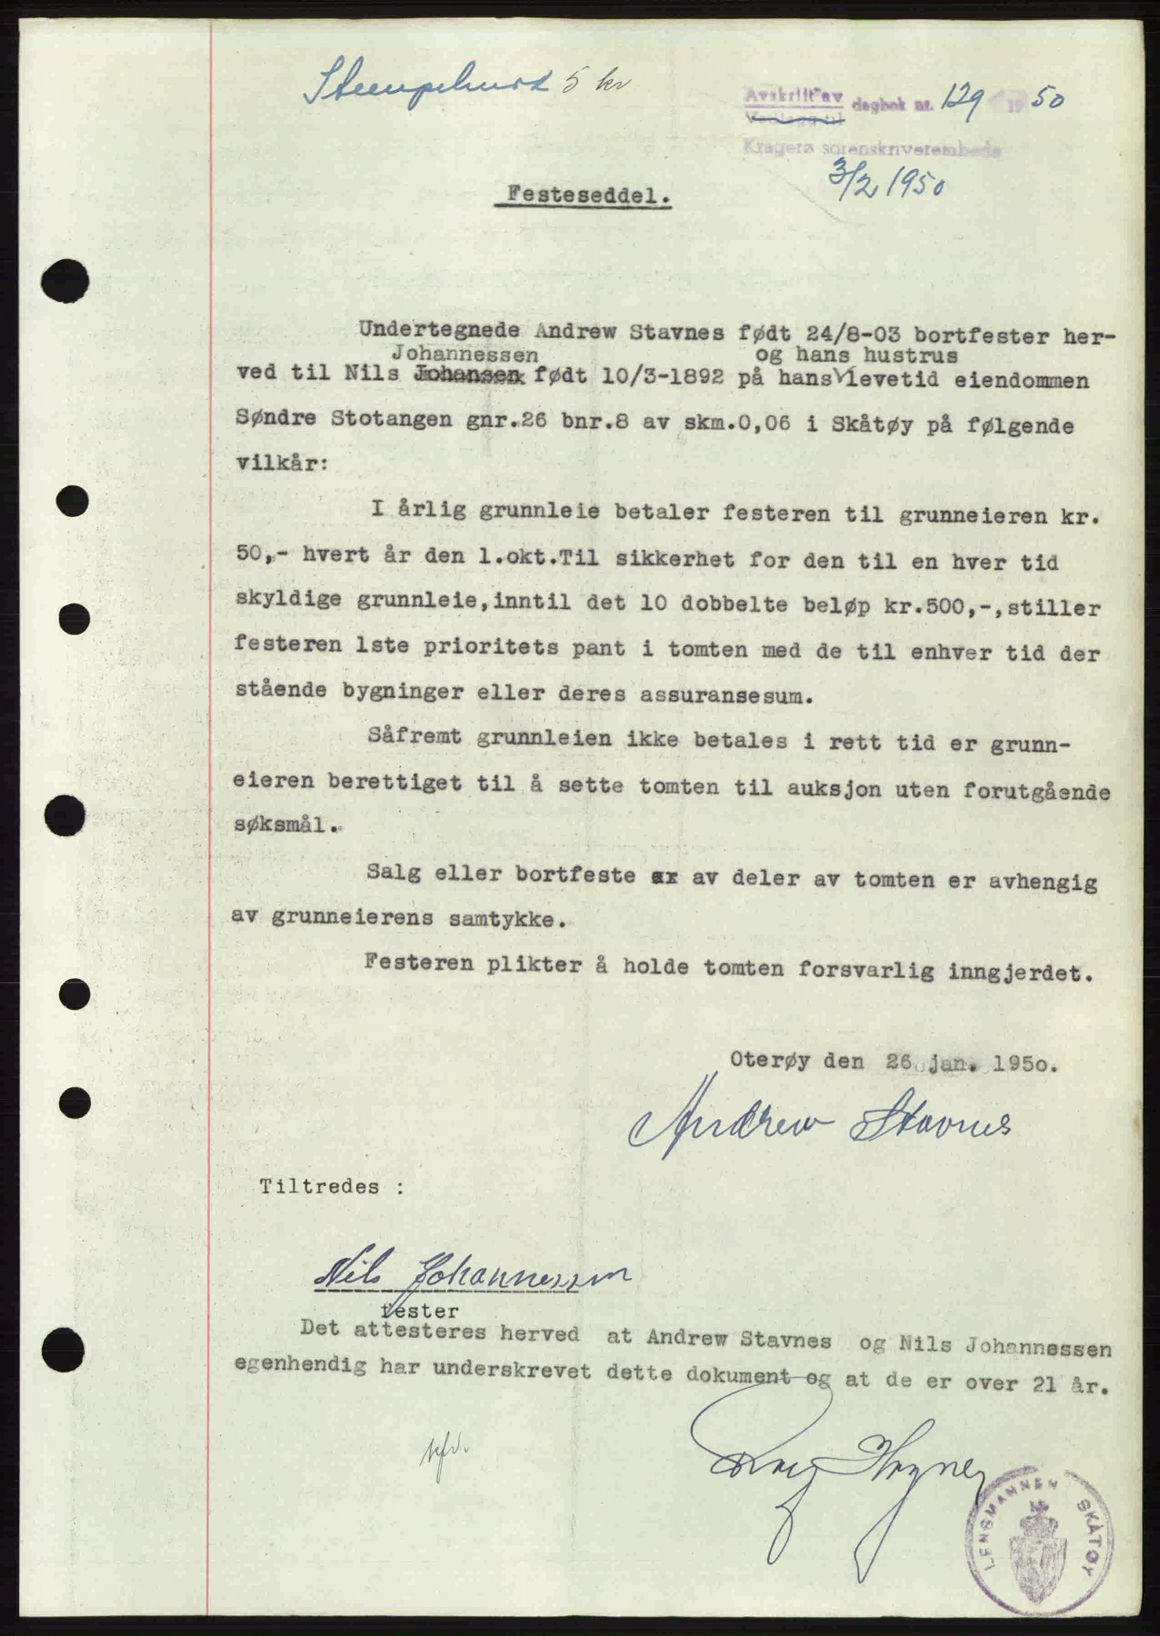 Stempelmerke 5 kr
Avskrift av dagbok nr. 129 1950
Vedlegg til
Kragerø sorenskriverembede
3/2 1950
Festeseddel.
Undertegnede Andrew Stavnes født 24/8-03 bortfester her-
Johannessen og hans hustrus
ved til Nils Johansen født 10/3-1892 på hans levetid eiendommen
Søndre Stotangen gnr.26 bnr.8 av skm.0,06 i Skåtøy på følgende
vilkår:
I årlig grunnleie betaler festeren til grunneieren kr.
50,- hvert år den 1.okt.Til sikkerhet for den til en hver tid
skyldige grunnleie,inntil det 10 dobbelte beløp kr.500,-,stiller
festeren 1ste prioritets pant i tomten med de til enhver tid der
stående bygninger eller deres assuransesum.
Såfremt grunnleien ikke betales i rett tid er grunn-
eieren berettiget til å sette tomten til auksjon uten forutgående
søksmål.
Salg eller bortfeste av deler av tomten er avhengig
av grunneierens samtykke.
Festeren plikter å holde tomten forsvarlig inngjerdet.
Oterøy den 26 jan. 1950.
Andrew Stavnes
Tiltredes :
Nils Johannessen
fester
Det attesteres herved at Andrew Stavnes og Nils Johannessen
egenhendig har underskrevet dette dokument og at de er over 21 år.
LENSMANNEN SKÅTØY